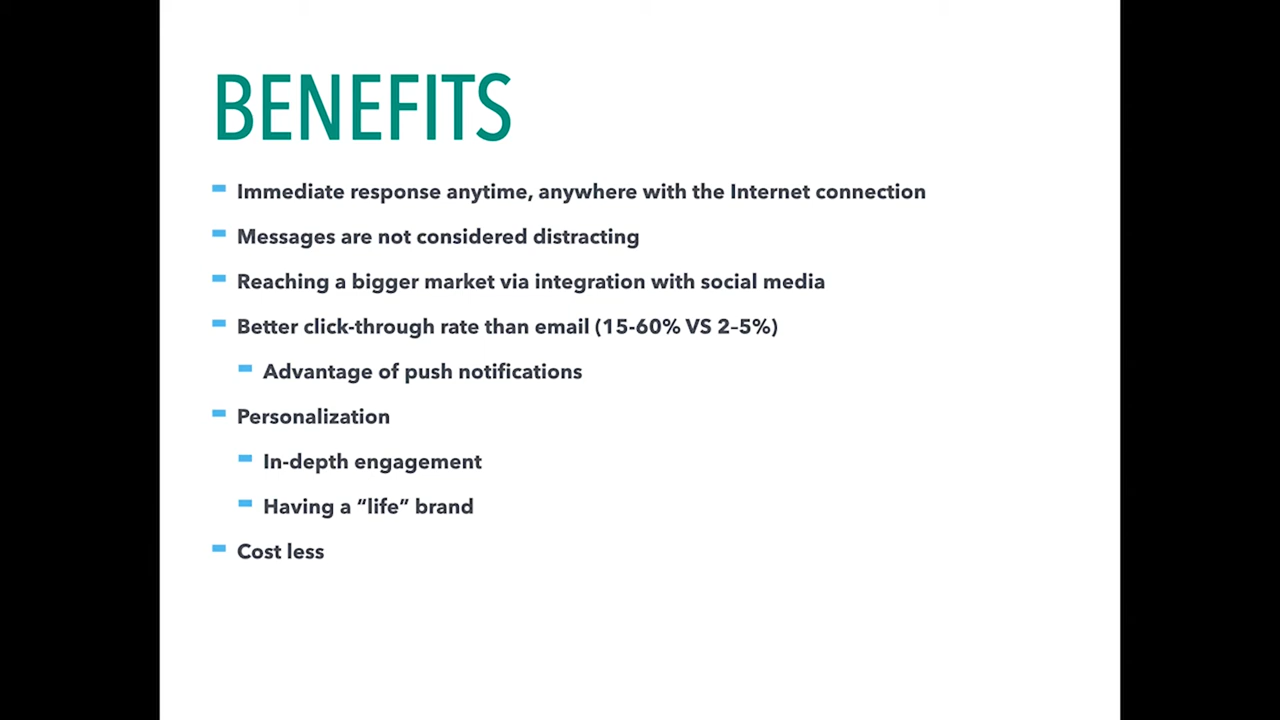 BENEFITS
Immediate response anytime, anywhere with the Internet connection
Messages are not considered distracting
Reaching a bigger market via integration with social media
Better click-through rate than email (15-60% VS 2–5%)
Advantage of push notifications
Personalization
In-depth engagement
Having a “life” brand
Cost less